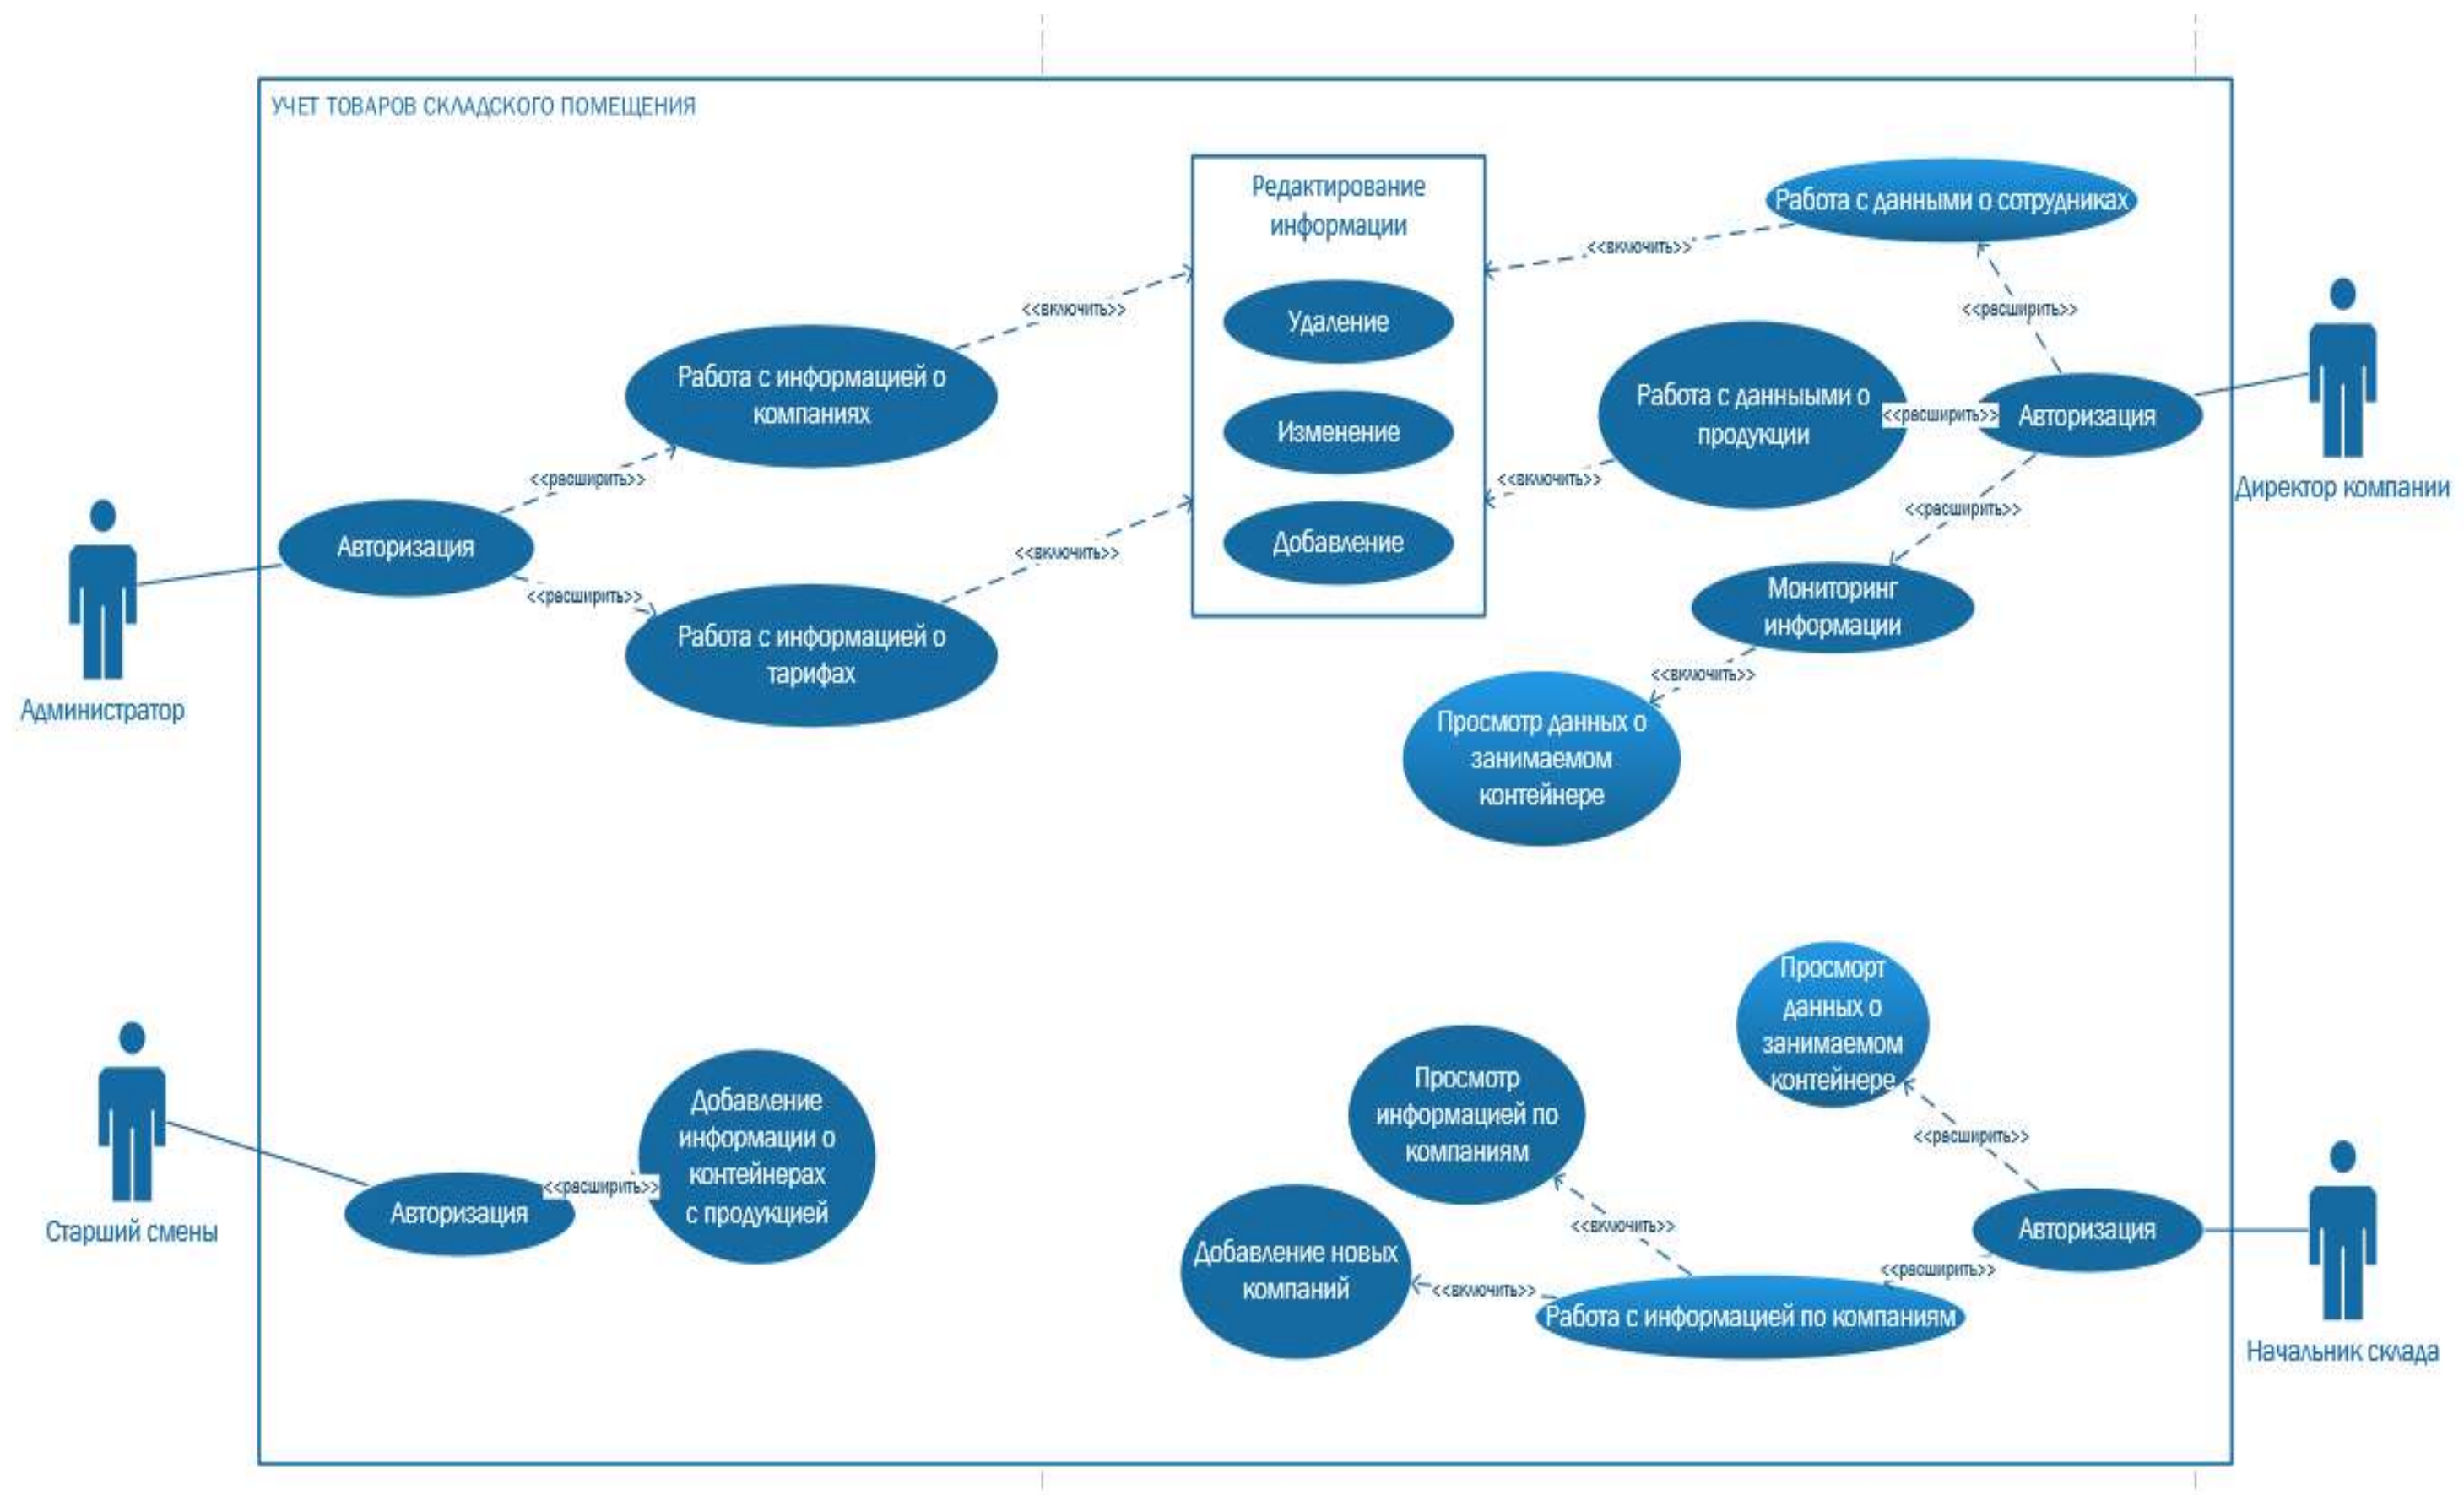 УЧЕТ ТОВАРОВ СКЛАДСКОГО ПОМЕЩЕНИЯ
Редактирование
информации
Удаление
Изменение
Добавление
Работа с данными о сотрудниках
<<включить>>
<<расширить>>
Работа с данныыми о
продукции
<<расширить>>
Авторизация
Директор компании
<<включить>>
<<расширить>>
Мониторинг
информации
<<включить>>
Просмотр данных о
занимаемом
контейнере
<<включить>>
Работа с информацией о
компаниях
<<расширить>>
Авторизация
<<расширить>>
<<включить>>
Работа с информацией о
тарифах
Администратор
Старший смены
Авторизация
<<расширить>>
Добавление
информации о
контейнерах
с продукцией
Просморт
данных о
занимаемом
контейнере
<<расширить>>
Просмотр
информацией по
компаниям
<<включить>>
Авторизация
<<расширить>>
Добавление новых
компаний
<<включить>>
Работа с информацией по компаниям
Начальник склада